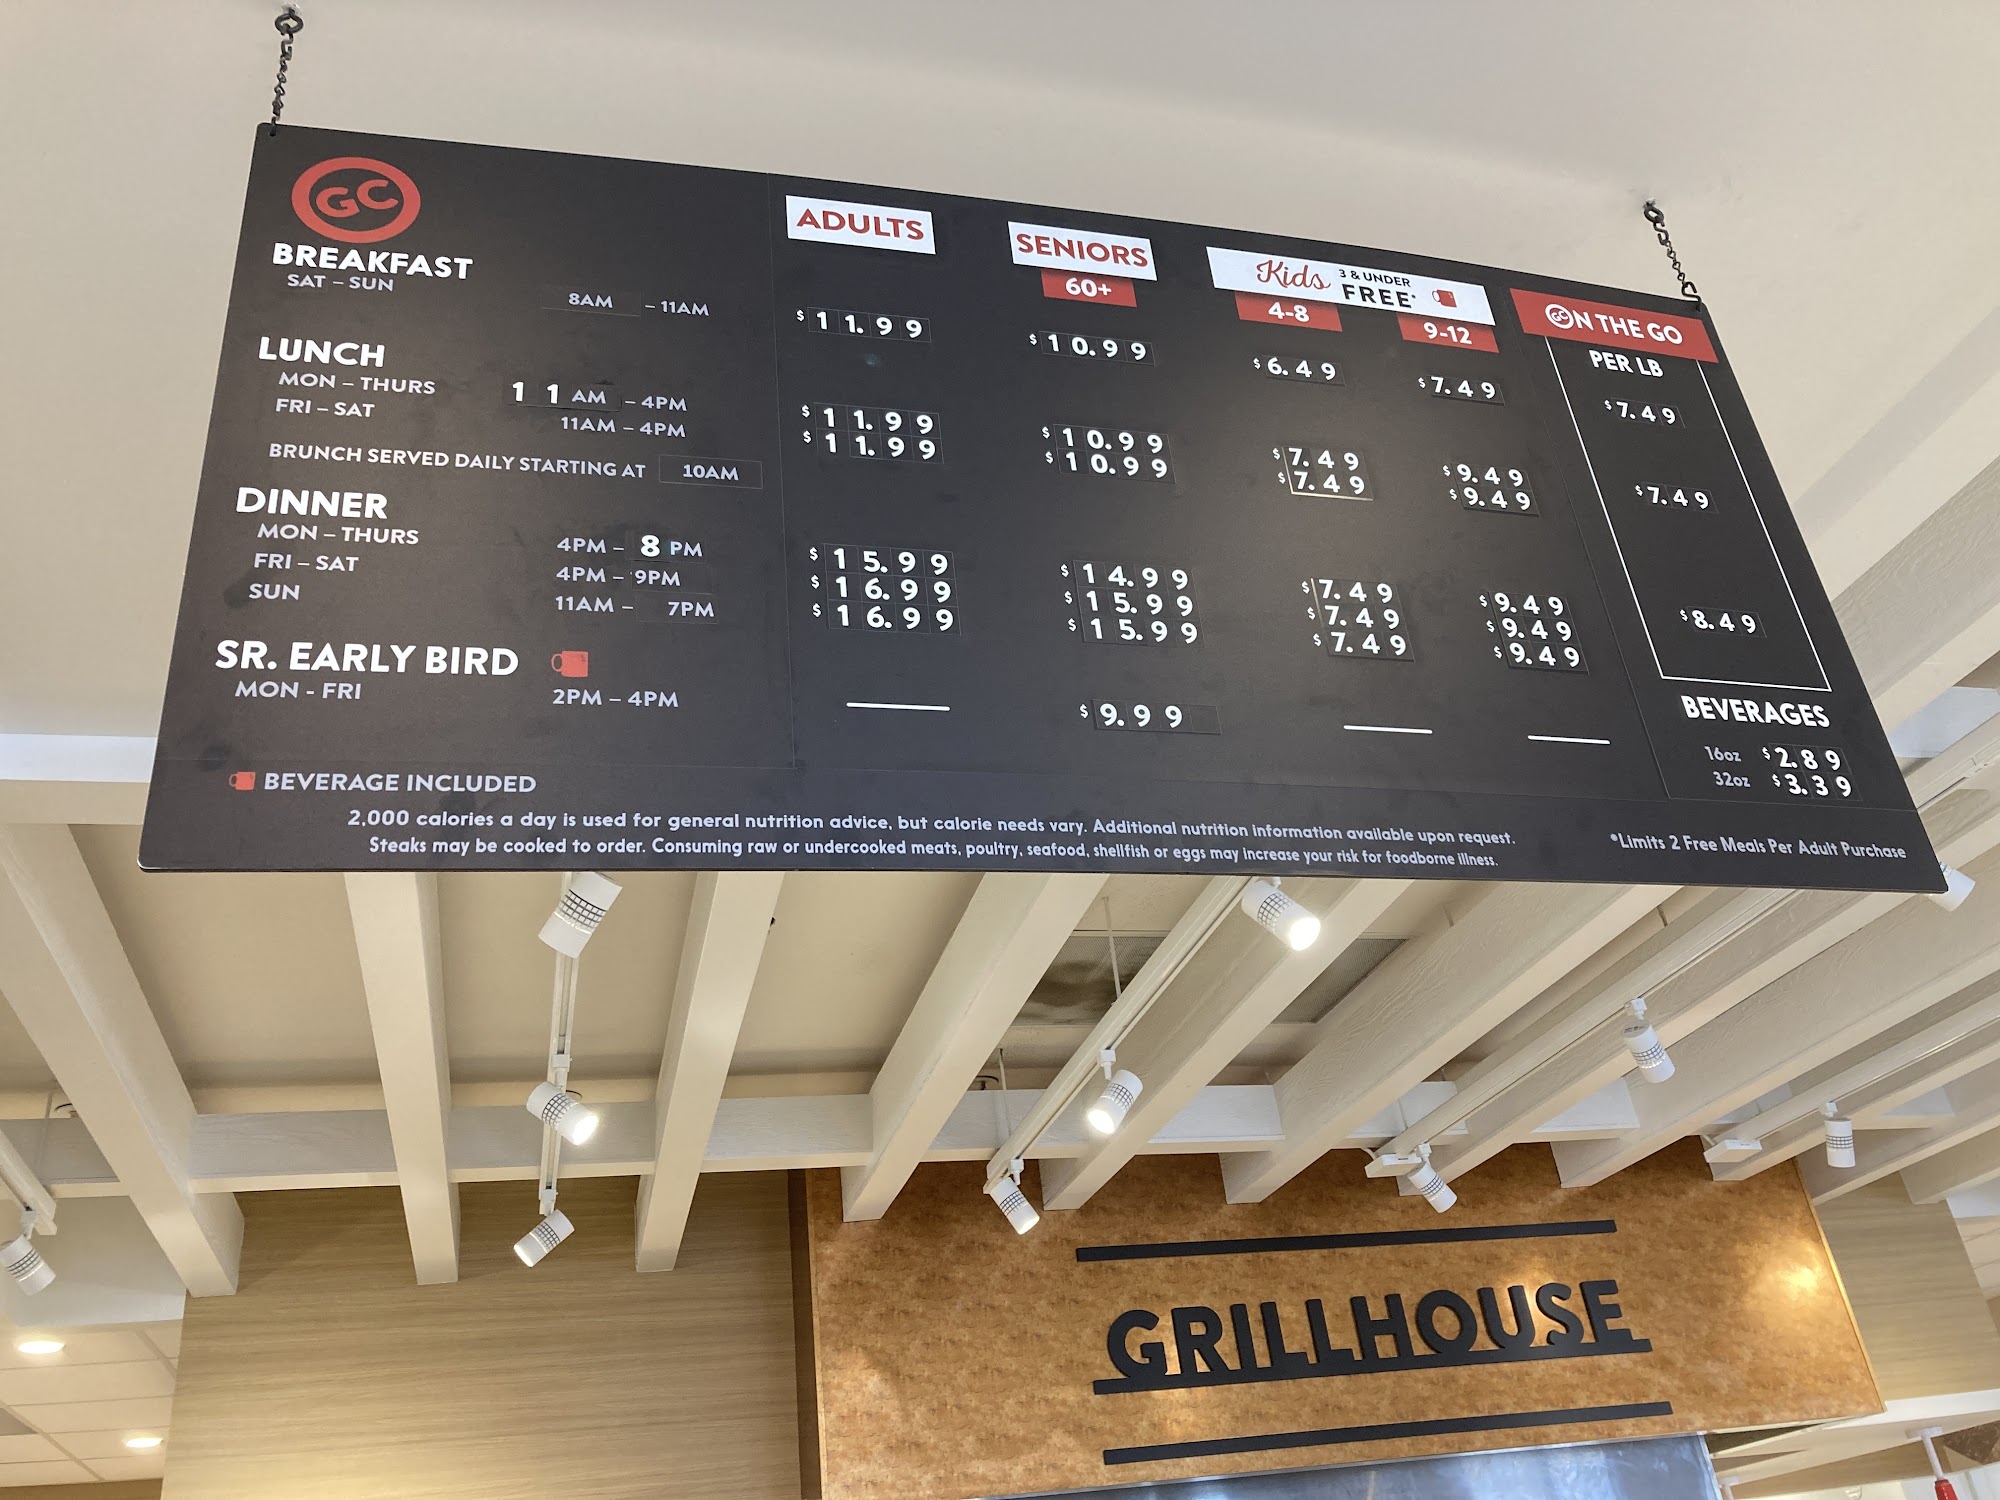 GC
ADULTS
SENIORS
60+
Kids 3 & UNDER FREE*
4-8
9-12
GC ON THE GO
PER LB
BREAKFAST
SAT – SUN 8AM – 11AM $11.99 $10.99 $6.49 $7.49 $7.49
LUNCH
MON – THURS 11 AM – 4PM $11.99 $10.99 $7.49 $9.49 $7.49
FRI – SAT 11AM – 4PM $11.99 $10.99 $7.49 $9.49
BRUNCH SERVED DAILY STARTING AT 10AM
DINNER
MON – THURS 4PM – 8 PM $15.99 $14.99 $7.49 $9.49 $8.49
FRI – SAT 4PM – 9PM $16.99 $15.99 $7.49 $9.49
SUN 11AM – 7PM $16.99 $15.99 $7.49 $9.49
SR. EARLY BIRD
MON - FRI 2PM – 4PM $9.99
BEVERAGES
16oz $2.89
32oz $3.39
BEVERAGE INCLUDED
2,000 calories a day is used for general nutrition advice, but calorie needs vary. Additional nutrition information available upon request.
Steaks may be cooked to order. Consuming raw or undercooked meats, poultry, seafood, shellfish or eggs may increase your risk for foodborne illness.
*Limits 2 Free Meals Per Adult Purchase
GRILLHOUSE